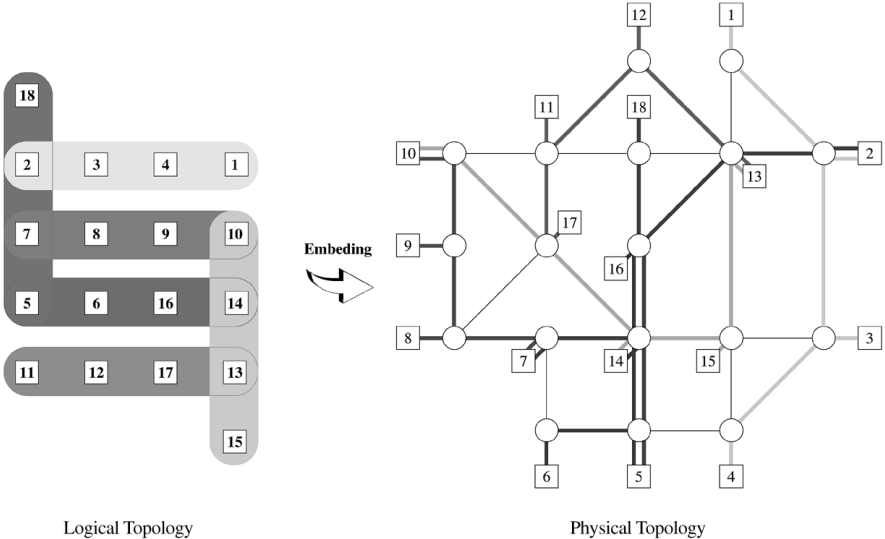 12 1
18
11 18
2 3 4 1
10 2
13
7 8 9 10
17
9
Embeding
16
5 6 16 14
8 7 14 15 3
11 12 17 13
15
6 5 4
Logical Topology
Physical Topology